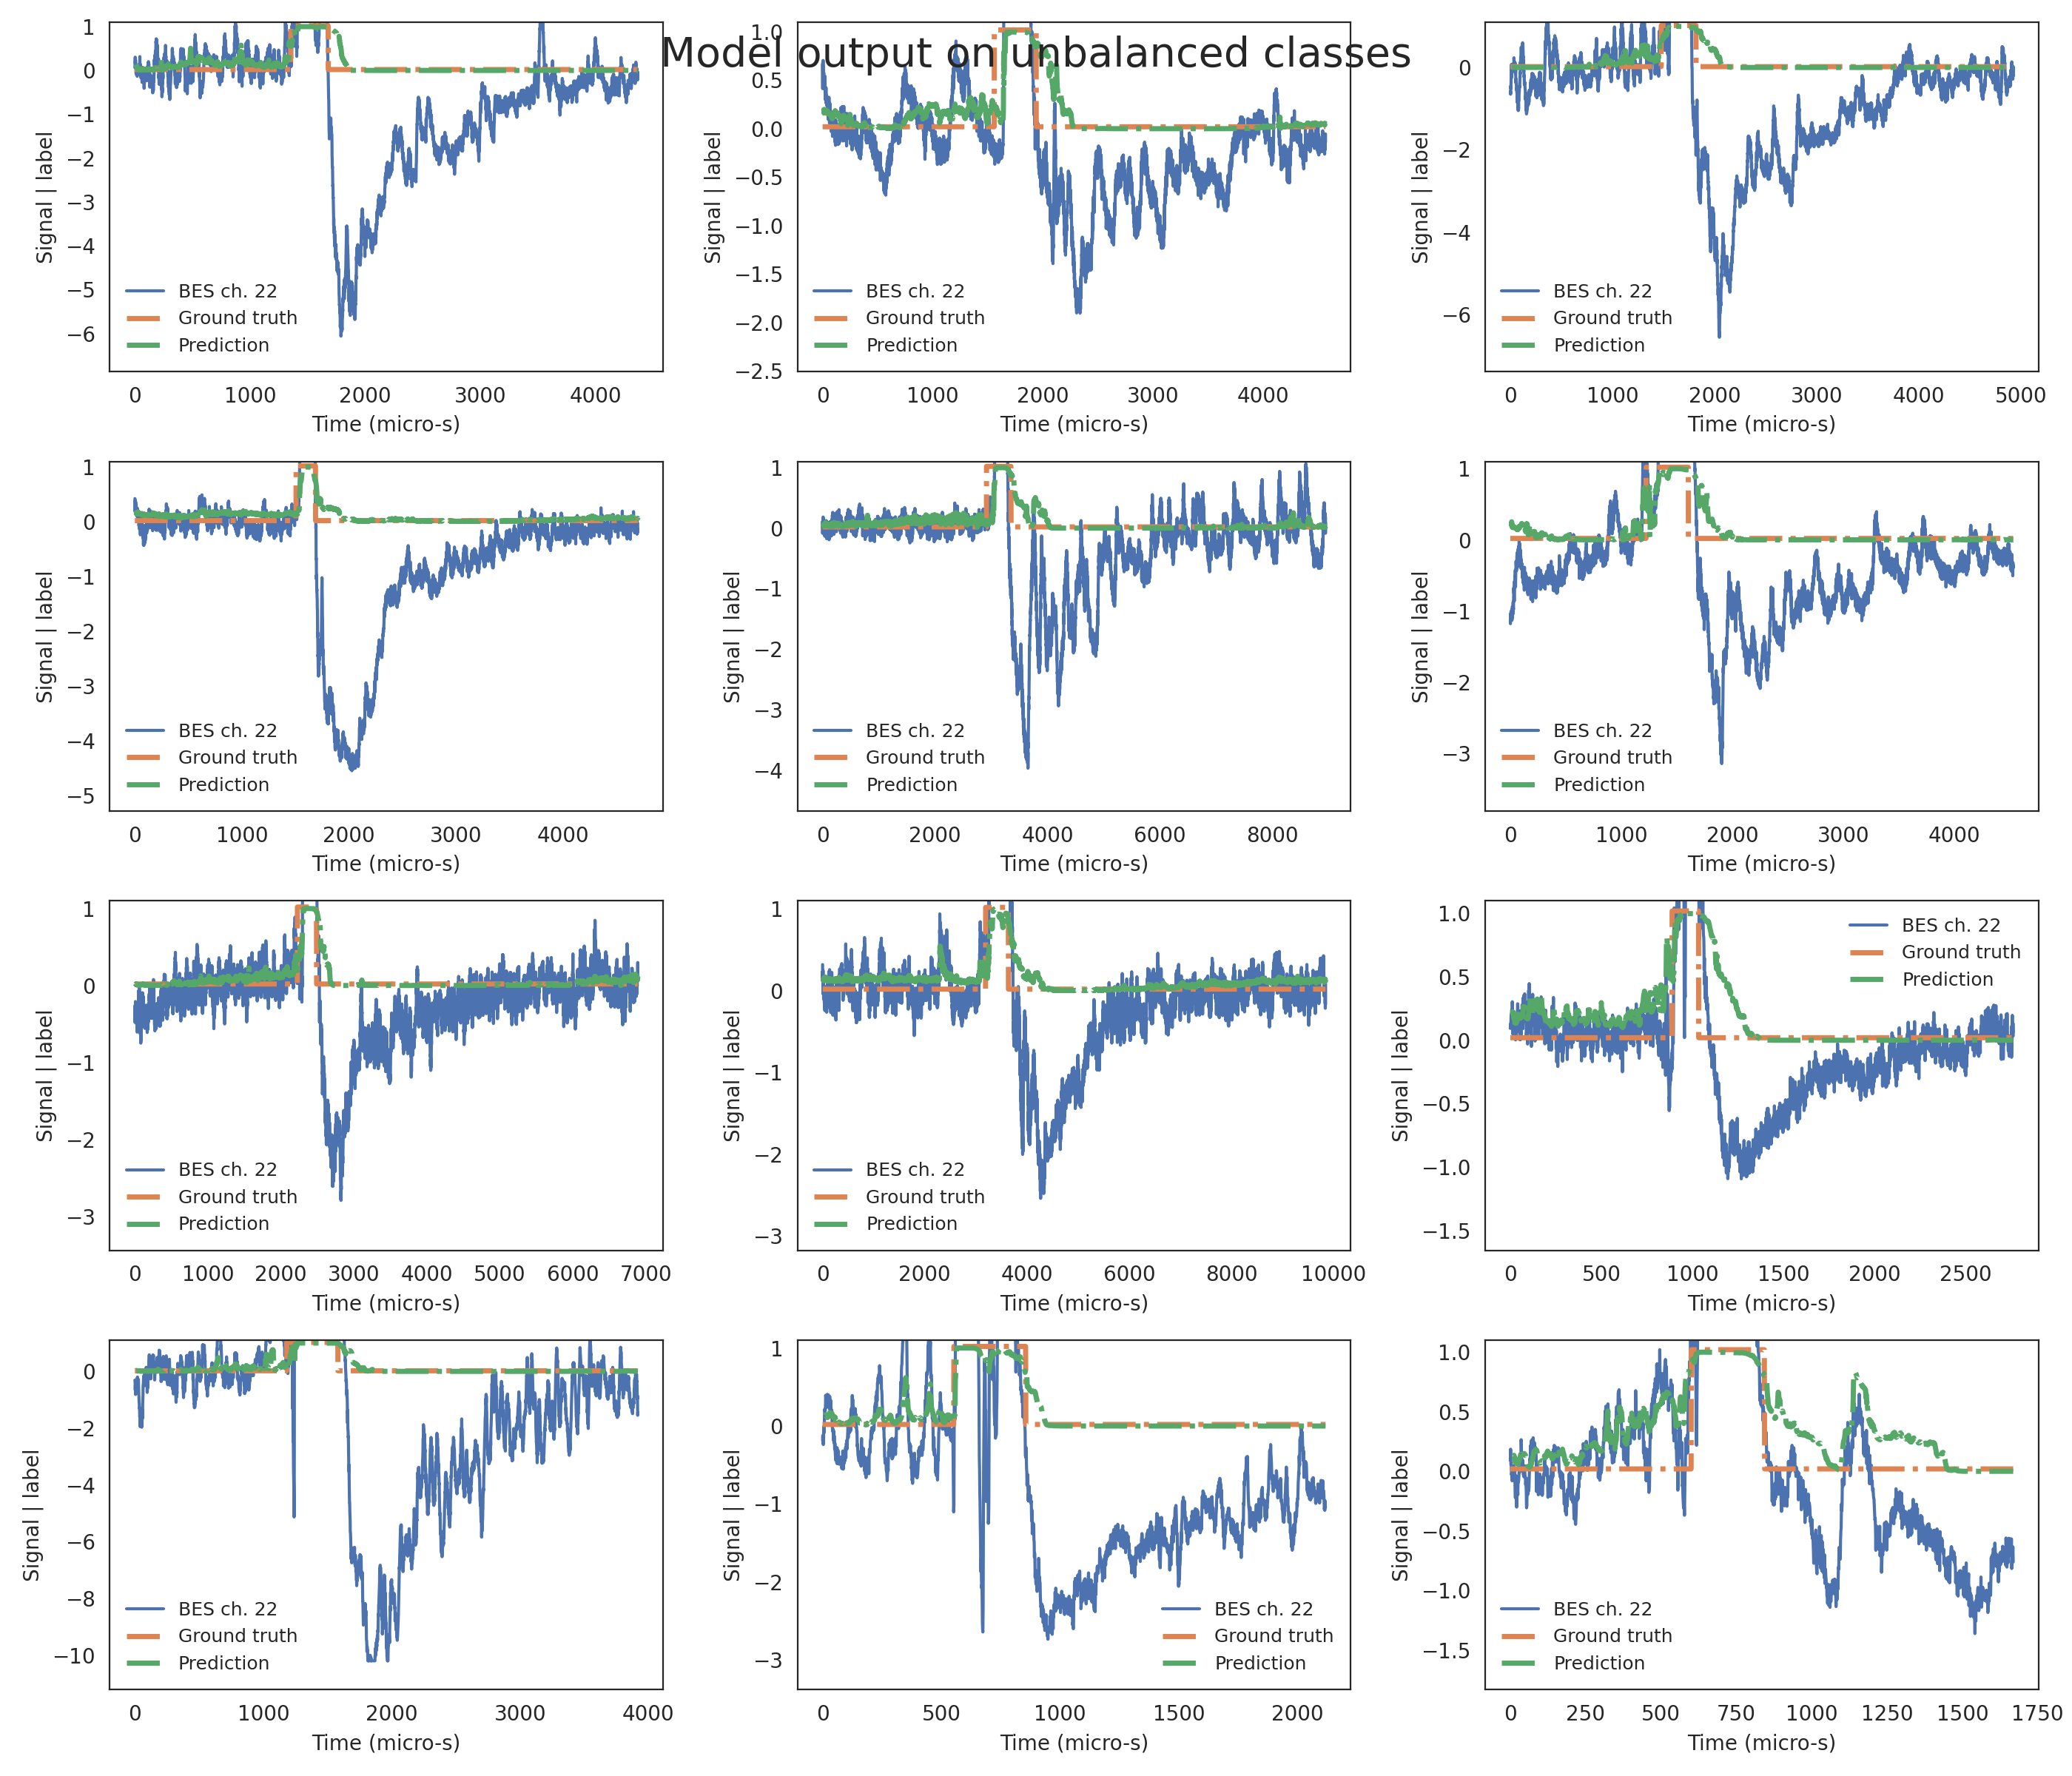 Model output on unbalanced classes
1
0
−1
−2
−3
−4
−5
−6
Signal | label
BES ch. 22
Ground truth
Prediction
0 1000 2000 3000 4000
Time (micro-s)
1.0
0.5
0.0
−0.5
−1.0
−1.5
−2.0
−2.5
Signal | label
BES ch. 22
Ground truth
Prediction
0 1000 2000 3000 4000
Time (micro-s)
0
−2
−4
−6
Signal | label
BES ch. 22
Ground truth
Prediction
0 1000 2000 3000 4000 5000
Time (micro-s)
1
0
−1
−2
−3
−4
−5
Signal | label
BES ch. 22
Ground truth
Prediction
0 1000 2000 3000 4000
Time (micro-s)
1
0
−1
−2
−3
−4
Signal | label
BES ch. 22
Ground truth
Prediction
0 2000 4000 6000 8000
Time (micro-s)
1
0
−1
−2
−3
Signal | label
BES ch. 22
Ground truth
Prediction
0 1000 2000 3000 4000
Time (micro-s)
1
0
−1
−2
−3
Signal | label
BES ch. 22
Ground truth
Prediction
0 1000 2000 3000 4000 5000 6000 7000
Time (micro-s)
1
0
−1
−2
−3
Signal | label
BES ch. 22
Ground truth
Prediction
0 2000 4000 6000 8000 10000
Time (micro-s)
1.0
0.5
0.0
−0.5
−1.0
−1.5
Signal | label
BES ch. 22
Ground truth
Prediction
0 500 1000 1500 2000 2500
Time (micro-s)
0
−2
−4
−6
−8
−10
Signal | label
BES ch. 22
Ground truth
Prediction
0 1000 2000 3000 4000
Time (micro-s)
1
0
−1
−2
−3
Signal | label
BES ch. 22
Ground truth
Prediction
0 500 1000 1500 2000
Time (micro-s)
1.0
0.5
0.0
−0.5
−1.0
−1.5
Signal | label
BES ch. 22
Ground truth
Prediction
0 250 500 750 1000 1250 1500 1750
Time (micro-s)